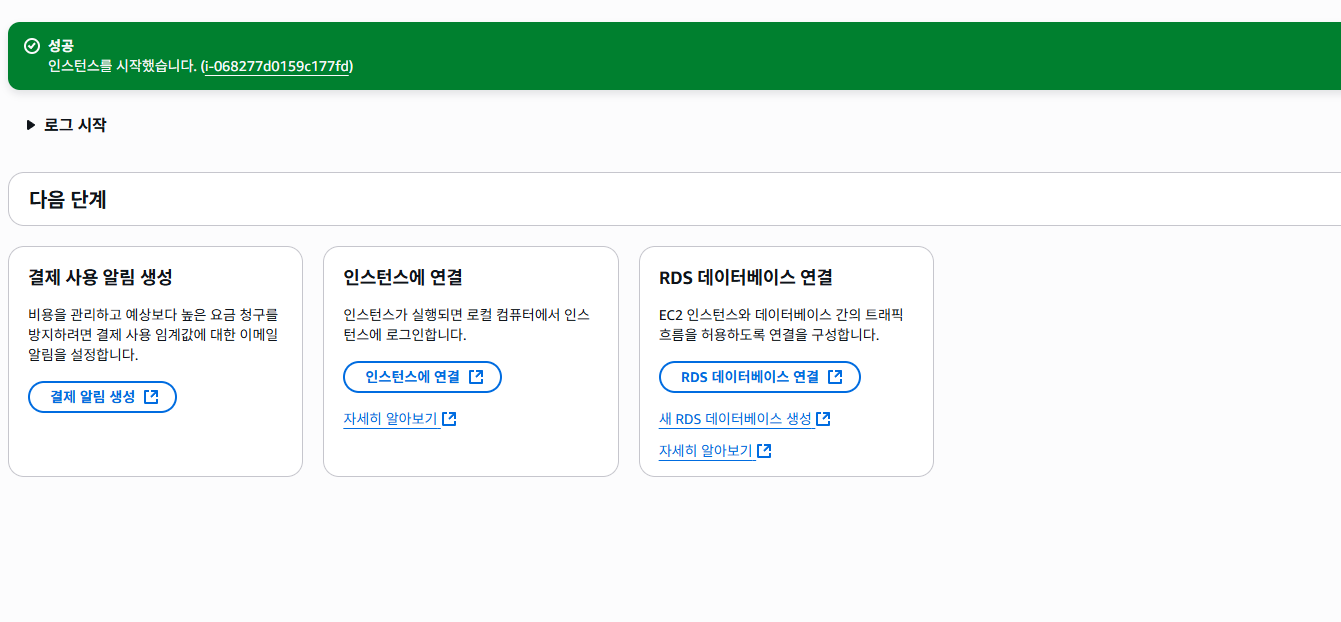 성공
인스턴스를 시작했습니다. (i-068277d0159c177fd)
로그 시작
다음 단계
결제 사용 알림 생성
비용을 관리하고 예상보다 높은 요금 청구를
방지하려면 결제 사용 임계값에 대한 이메일
알림을 설정합니다.
결제 알림 생성
인스턴스에 연결
인스턴스가 실행되면 로컬 컴퓨터에서 인스
턴스에 로그인합니다.
인스턴스에 연결
자세히 알아보기
RDS 데이터베이스 연결
EC2 인스턴스와 데이터베이스 간의 트래픽
흐름을 허용하도록 연결을 구성합니다.
RDS 데이터베이스 연결
새 RDS 데이터베이스 생성
자세히 알아보기